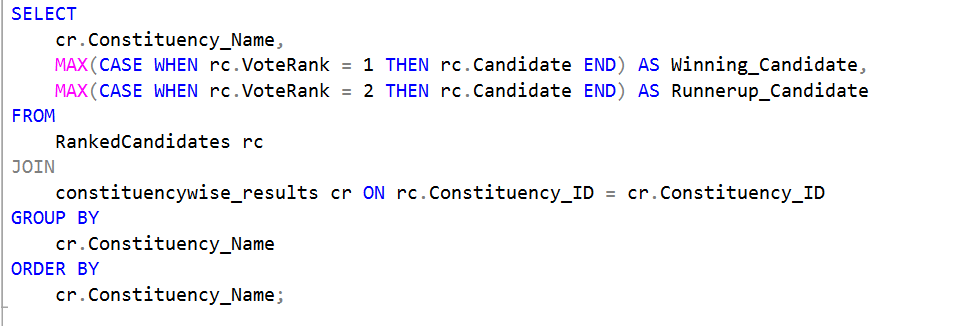 SELECT
    cr.Constituency_Name,
    MAX(CASE WHEN rc.VoteRank = 1 THEN rc.Candidate END) AS Winning_Candidate,
    MAX(CASE WHEN rc.VoteRank = 2 THEN rc.Candidate END) AS Runnerup_Candidate
FROM
    RankedCandidates rc
JOIN
    constituencywise_results cr ON rc.Constituency_ID = cr.Constituency_ID
GROUP BY
    cr.Constituency_Name
ORDER BY
    cr.Constituency_Name;